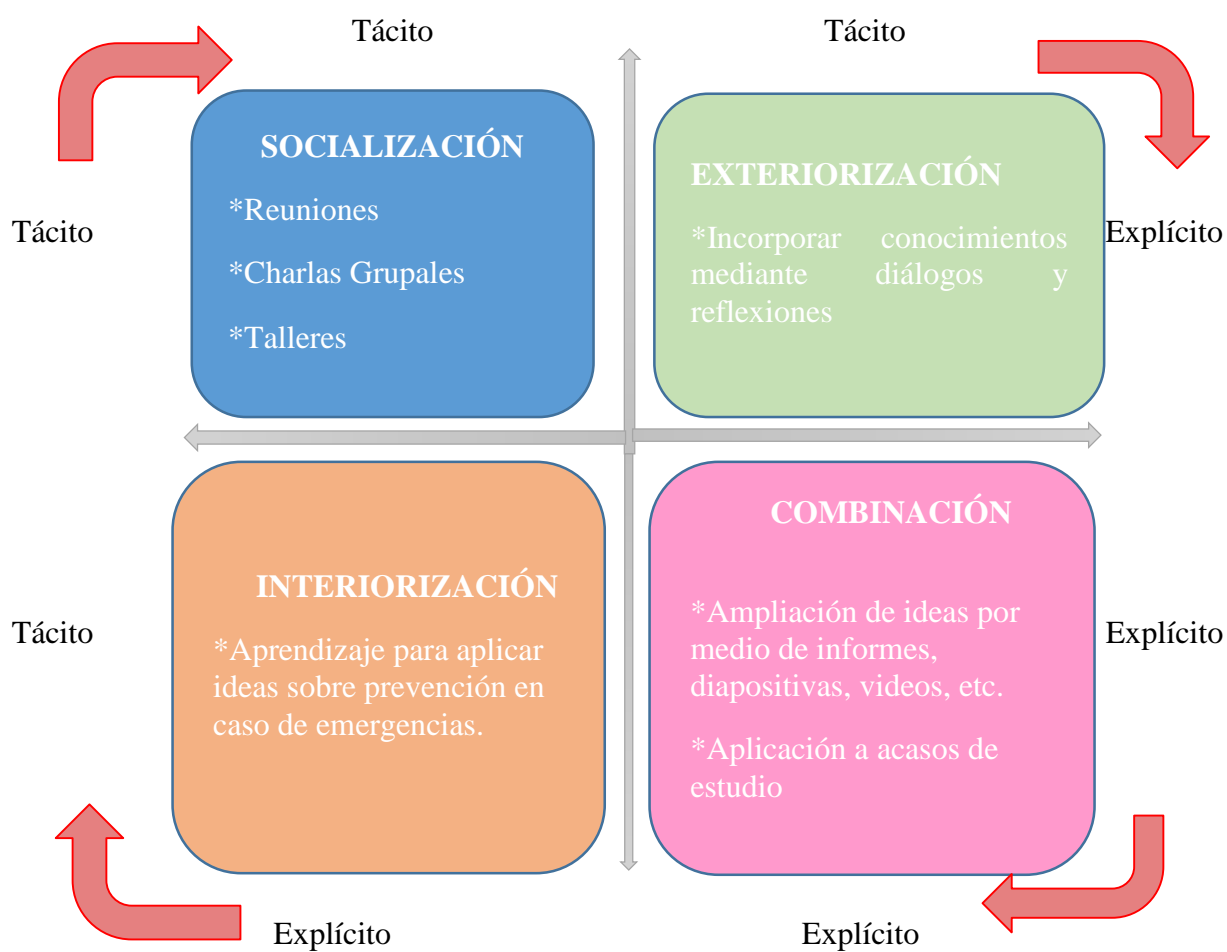 Tácito
Tácito
SOCIALIZACIÓN
*Reuniones
*Charlas Grupales
*Talleres
EXTERIORIZACIÓN
*Incorporar conocimientos
mediante diálogos y
reflexiones
Tácito
Explícito
INTERIORIZACIÓN
*Aprendizaje para aplicar
ideas sobre prevención en
caso de emergencias.
COMBINACIÓN
*Ampliación de ideas por
medio de informes,
diapositivas, videos, etc.
*Aplicación a acasos de
estudio
Tácito
Explícito
Explícito
Explícito